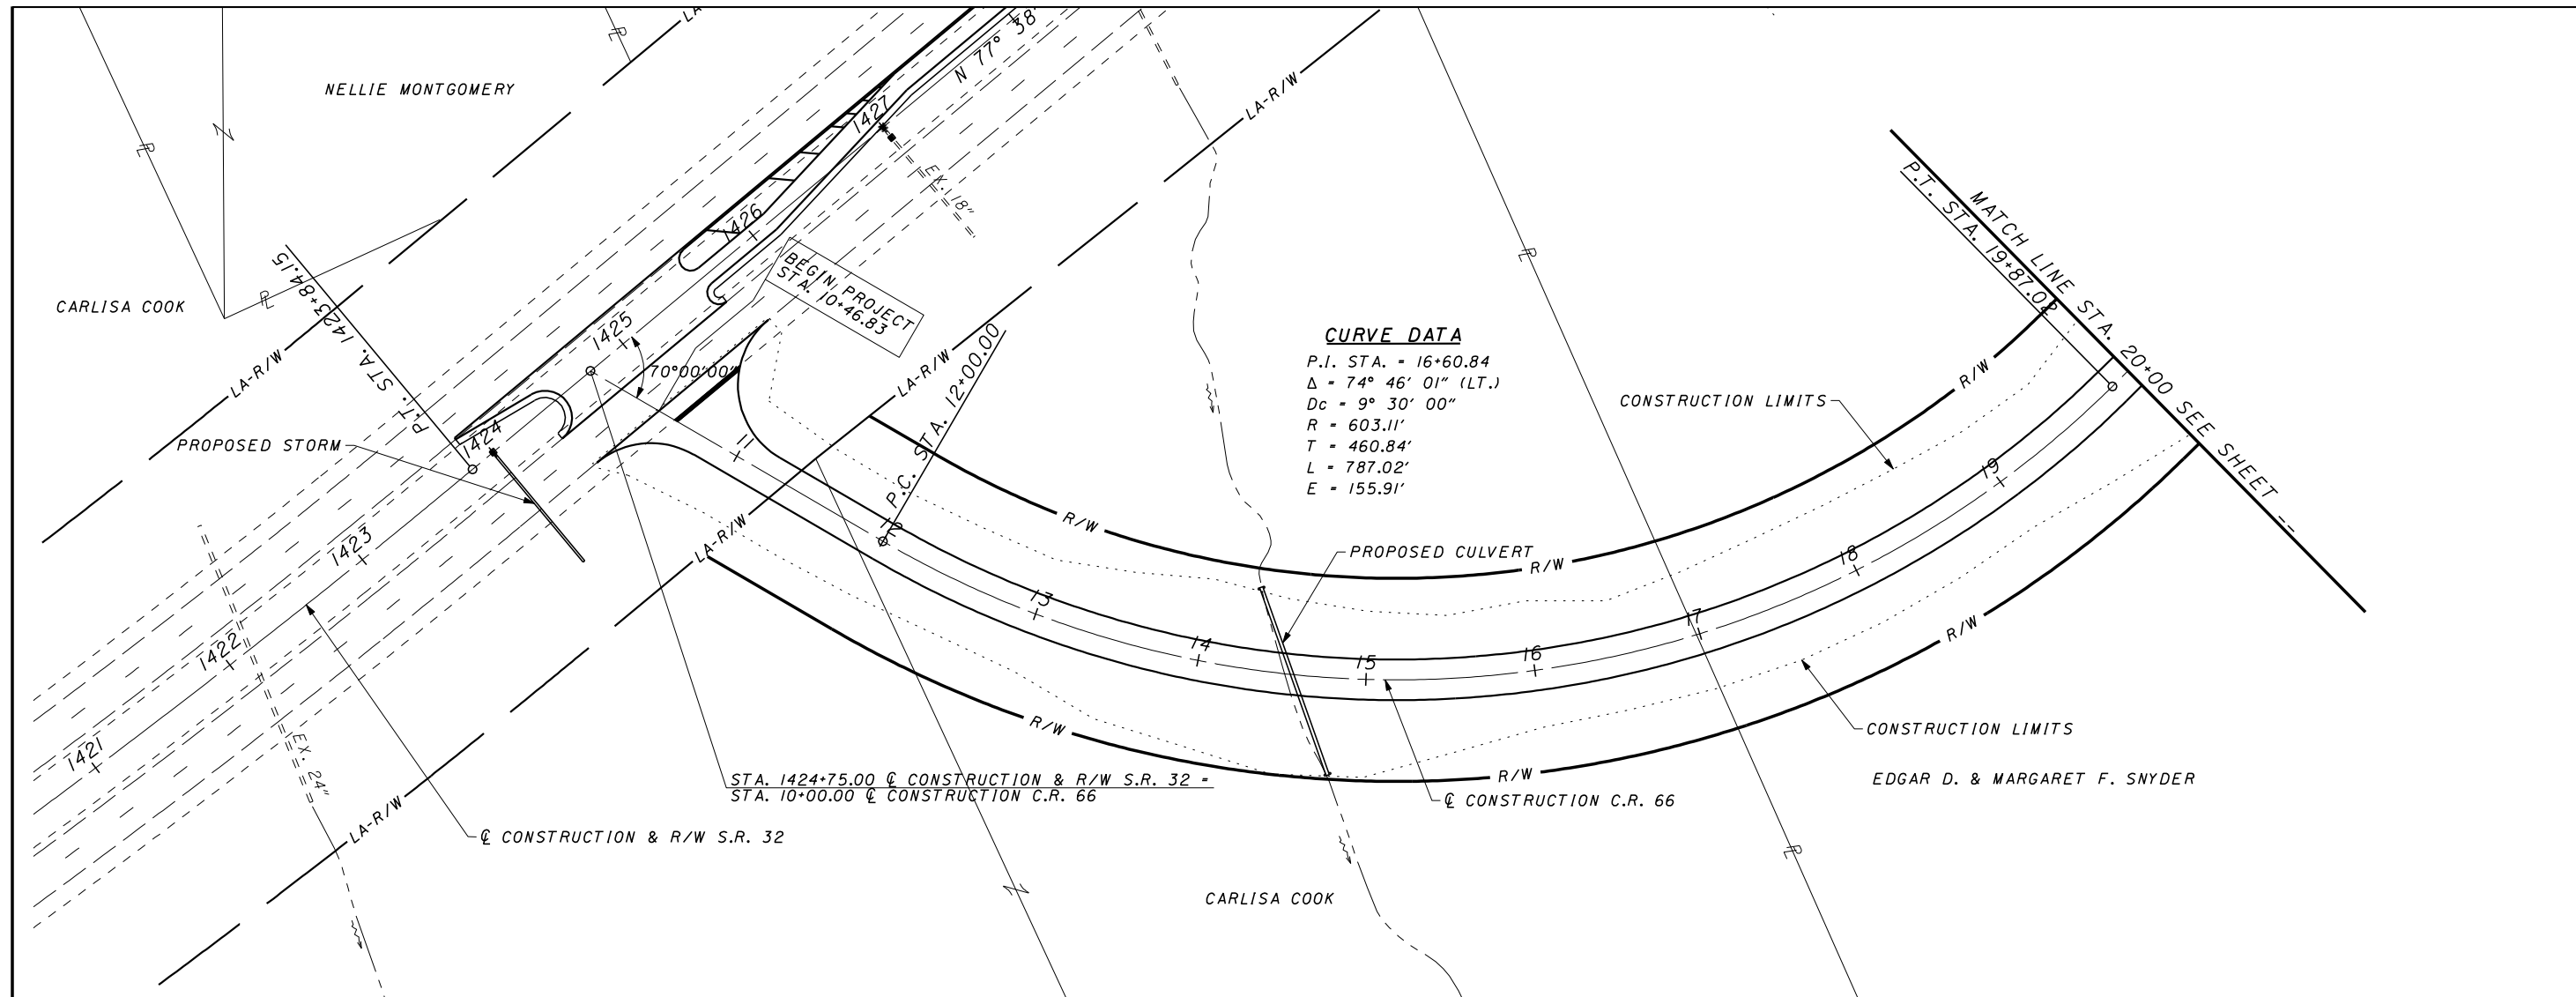 LA-
N 77° 38'
NELLIE MONTGOMERY
LA-R/W
1427
EX. 18"
1426
P.T. STA. 1423+84.15
BEGIN PROJECT
STA. 10+46.83
CARLISA COOK
1425
LA-R/W
70°00'00"
LA-R/W
P.C. STA. 12+00.00
PROPOSED STORM
1424
11
12
LA-R/W
1423
1422
1421
EX. 24"
LA-R/W
CURVE DATA
P.I. STA. = 16+60.84
Δ = 74° 46' 01" (LT.)
Dc = 9° 30' 00"
R = 603.11'
T = 460.84'
L = 787.02'
E = 155.91'
P.T. STA. 19+87.02
MATCH LINE STA. 20+00 SEE SHEET --
CONSTRUCTION LIMITS
R/W
R/W
R/W
PROPOSED CULVERT
13
14
15
16
17
18
19
R/W
R/W
R/W
CONSTRUCTION LIMITS
EDGAR D. & MARGARET F. SNYDER
STA. 1424+75.00 ℄ CONSTRUCTION & R/W S.R. 32 =
STA. 10+00.00 ℄ CONSTRUCTION C.R. 66
℄ CONSTRUCTION C.R. 66
℄ CONSTRUCTION & R/W S.R. 32
CARLISA COOK